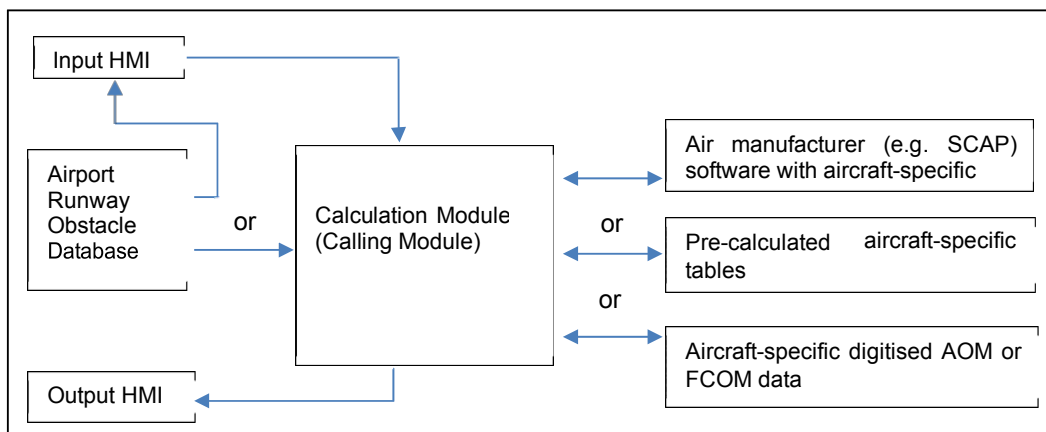 Input HMI
Airport
Runway
Obstacle
Database
or
Calculation Module
(Calling Module)
Output HMI
Air manufacturer (e.g. SCAP)
software with aircraft-specific
or
Pre-calculated aircraft-specific
tables
or
Aircraft-specific digitised AOM or
FCOM data